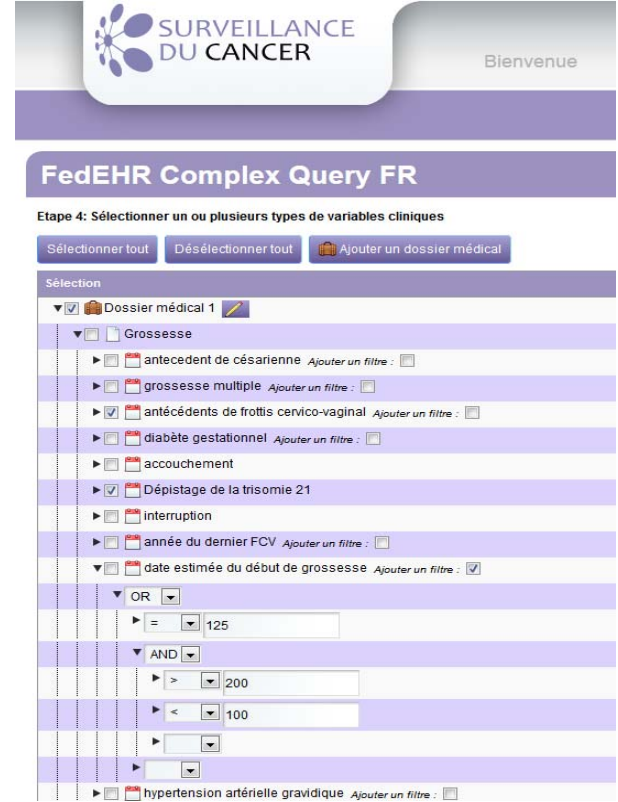 SURVEILLANCE
DU CANCER
Bienvenue
FedEHR Complex Query FR
Etape 4: Sélectionner un ou plusieurs types de variables cliniques
Sélectionner tout Désélectionner tout Ajouter un dossier médical
Sélection
Dossier médical 1
Grossesse
antecedent de césarienne Ajouter un filtre :
grossesse multiple Ajouter un filtre :
antécédents de frottis cervico-vaginal Ajouter un filtre :
diabète gestationnel Ajouter un filtre :
accouchement
Dépistage de la trisomie 21
interruption
année du dernier FCV Ajouter un filtre :
date estimée du début de grossesse Ajouter un filtre :
OR
= 125
AND
> 200
< 100
hypertension artérielle gravidique Ajouter un filtre :